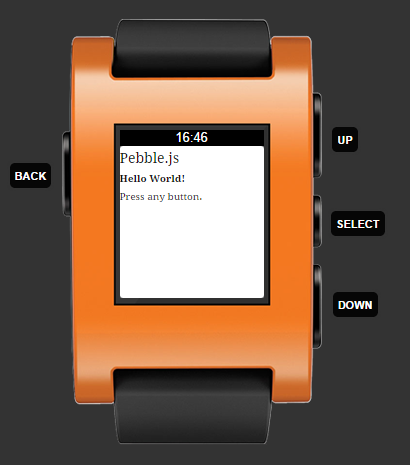 16:46
Pebble.js
Hello World!
Press any button.
BACK
UP
SELECT
DOWN